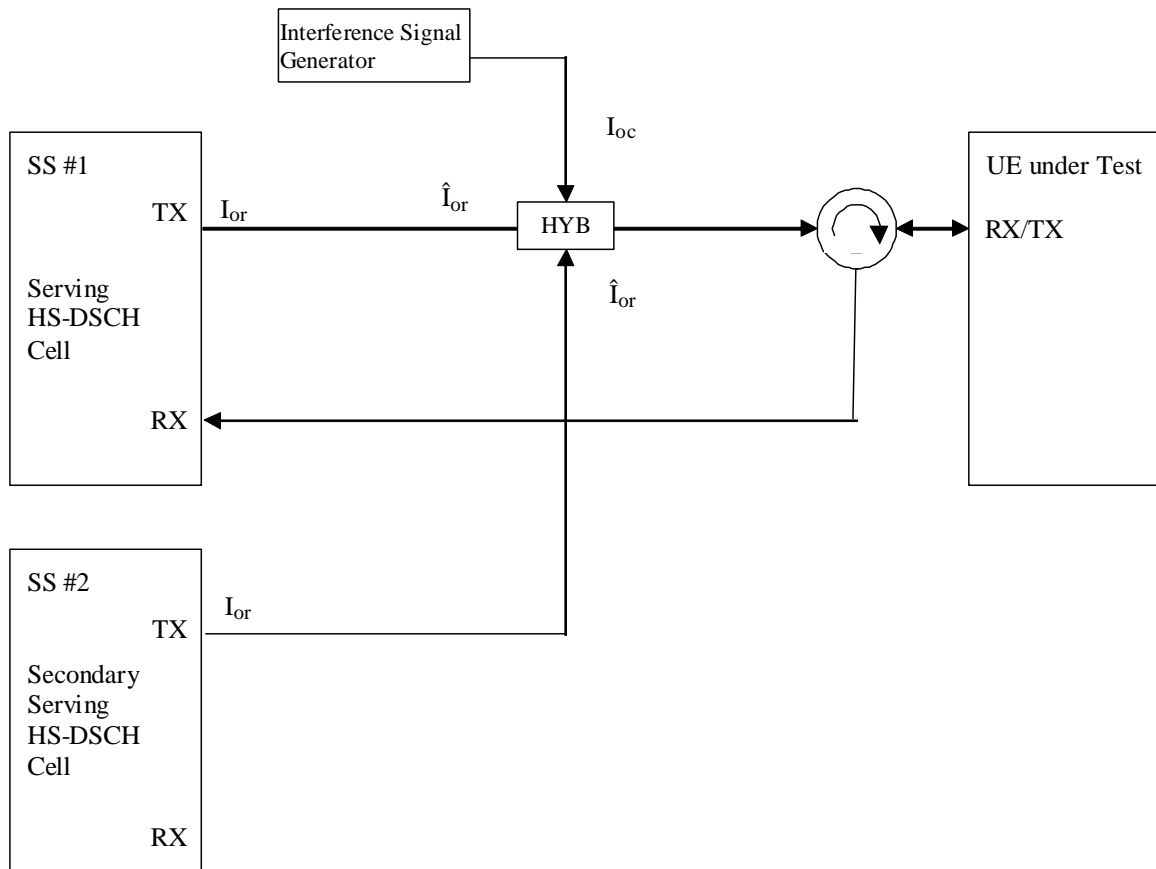 Interference Signal
Generator
I_oc
SS #1
TX
I_or
Î_or
HYB
UE under Test
RX/TX
Î_or
Serving
HS-DSCH
Cell
RX
SS #2
TX
I_or
Secondary
Serving
HS-DSCH
Cell
RX